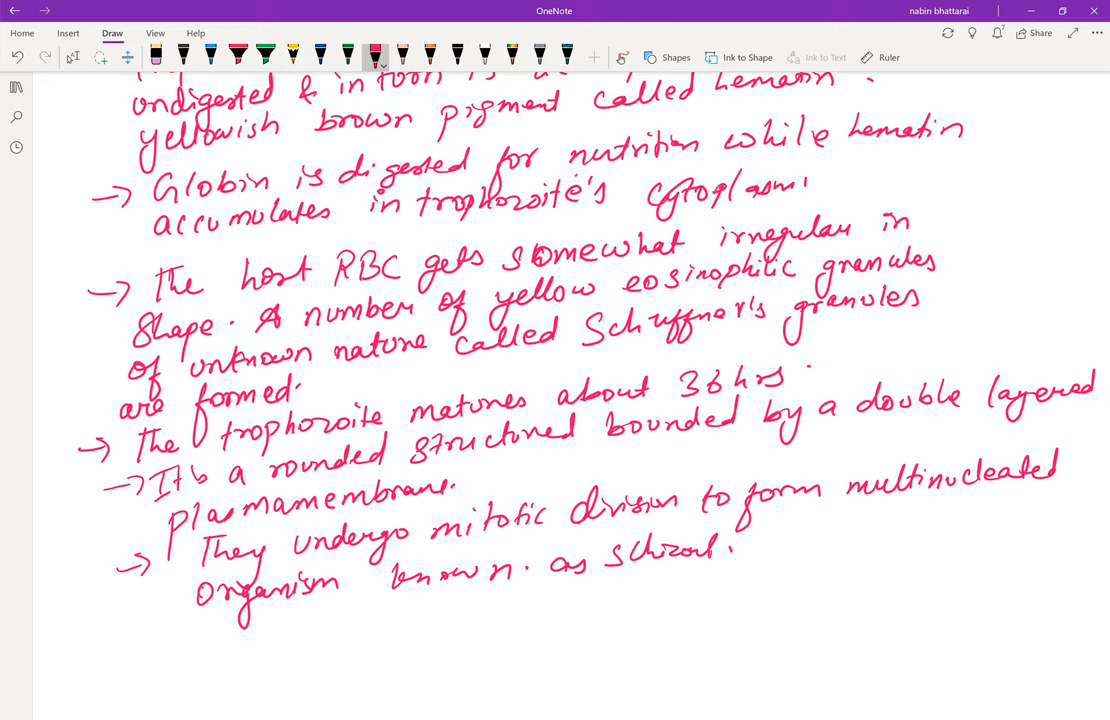 OneNote
nabin bhattarai
Home Insert Draw View Help
Share
Shapes Ink to Shape Ink to Text Ruler
undigested & in form is
yellowish brown pigment called hematin.
→ Globin is digested for nutrition while hematin
accumulates in trophozoite's cytoplasm.
→ The host RBC gets somewhat irregular in
shape. A number of yellow eosinophilic granules
of unknown nature called Schuffner's granules
are formed.
→ The trophozoite matures about 36 hrs.
→ It's a rounded structured bounded by a double layered
plasmamembrane.
→ They undergo mitotic division to form multinucleated
organism known as schizont.